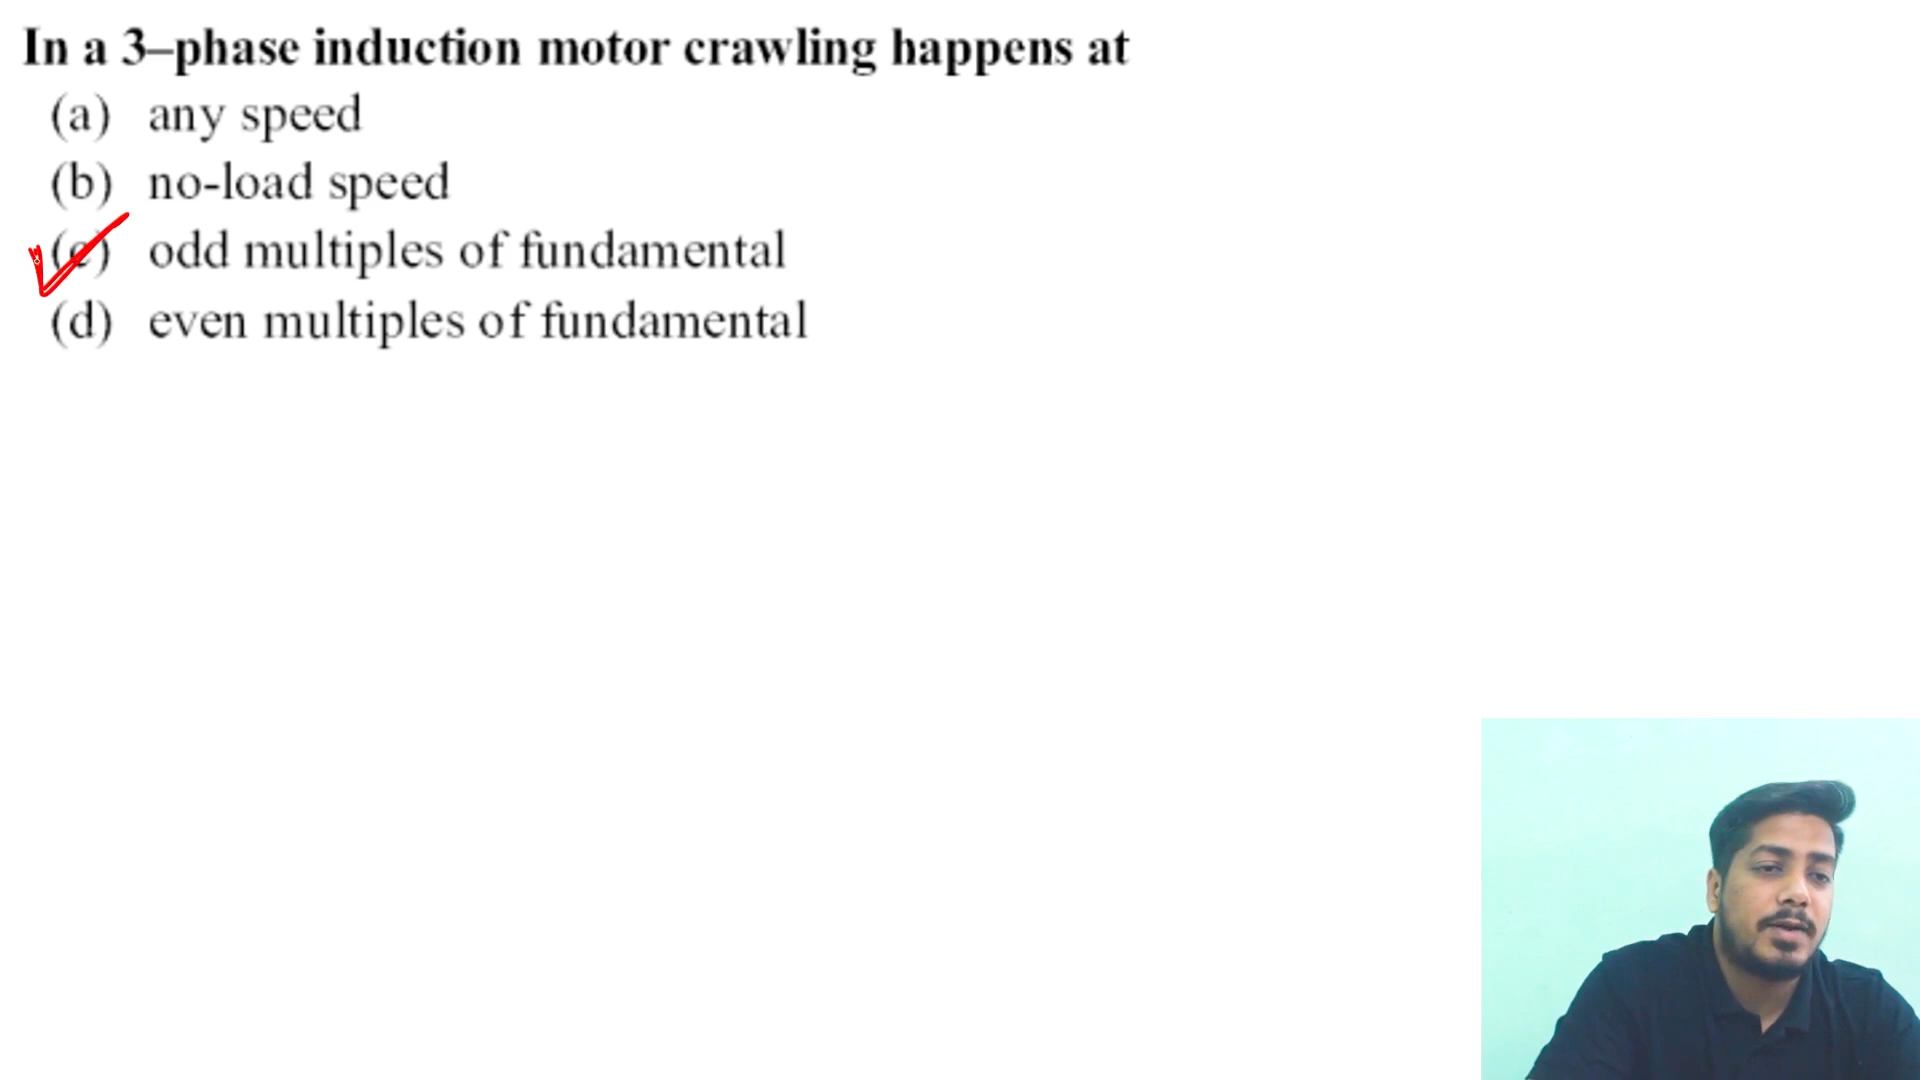 In a 3–phase induction motor crawling happens at
(a) any speed
(b) no-load speed
(c) odd multiples of fundamental
(d) even multiples of fundamental